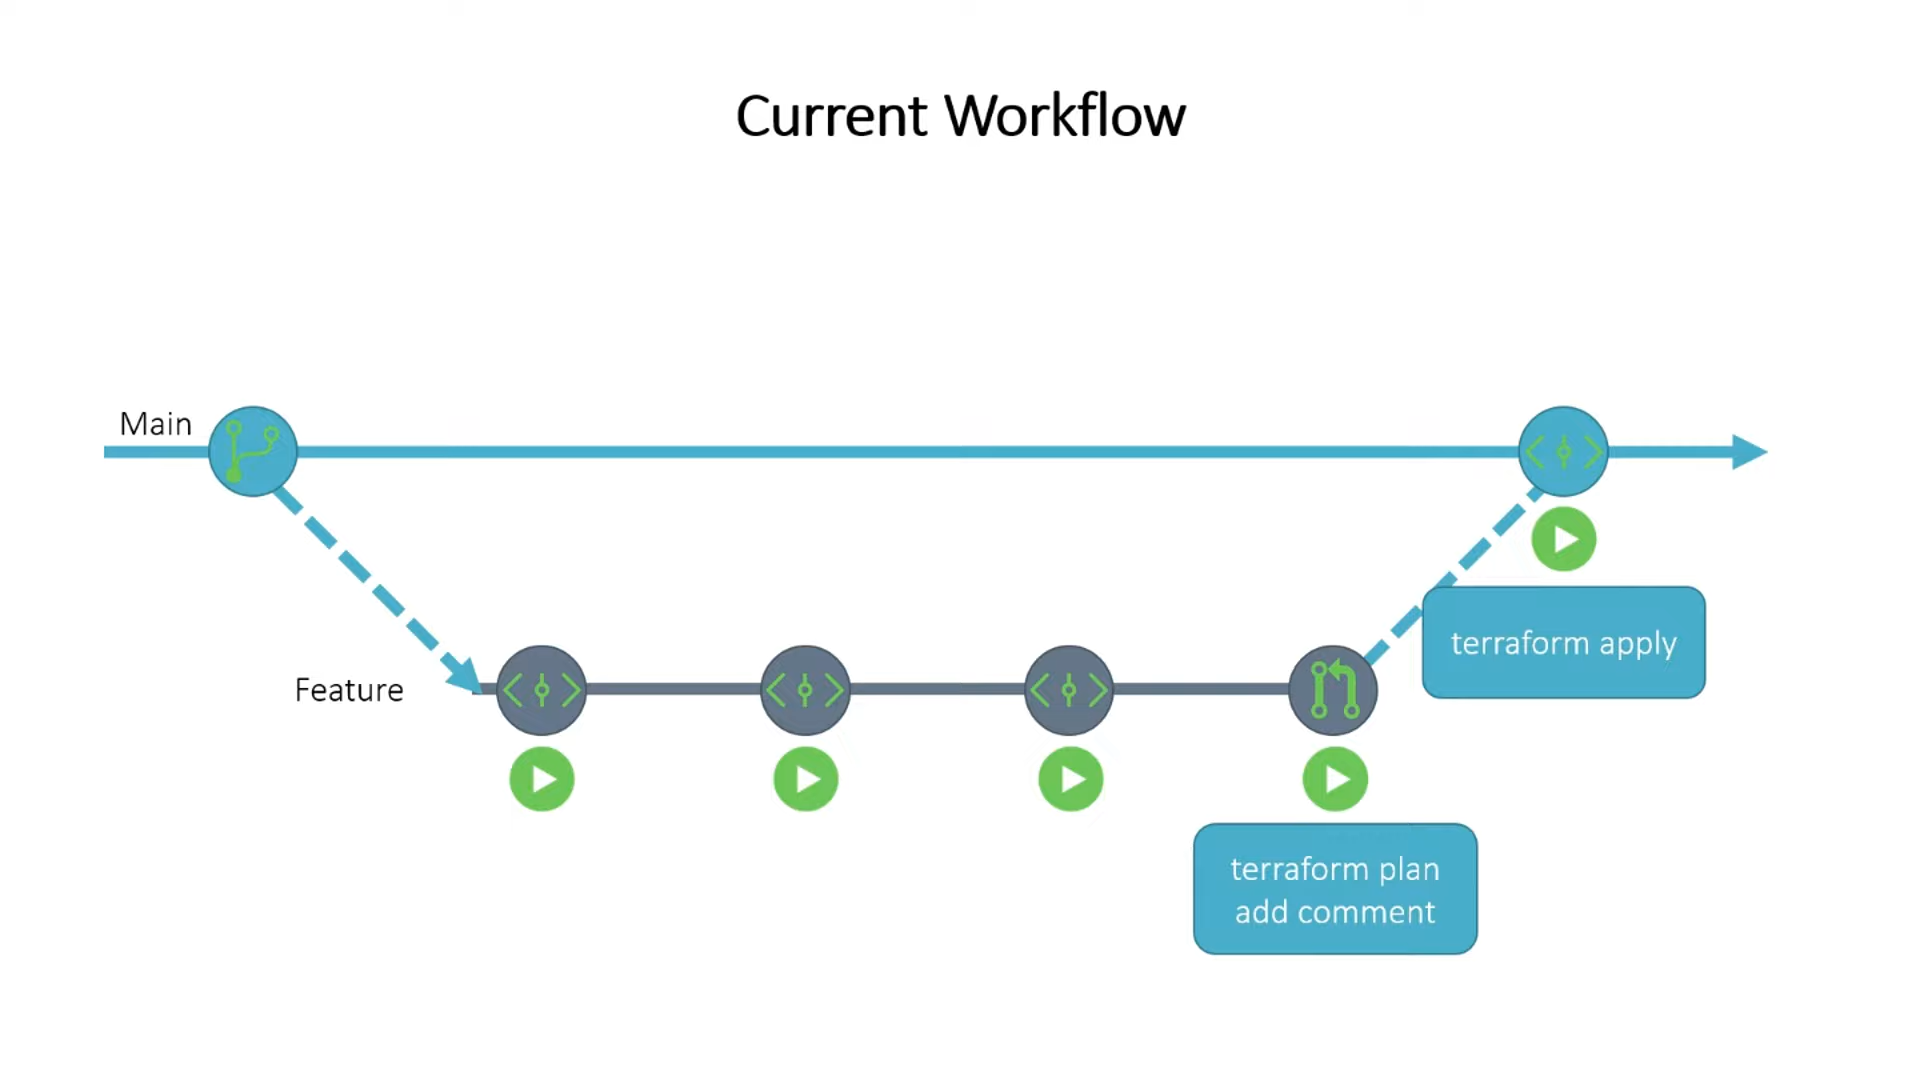 Current Workflow
Main
Feature
terraform apply
terraform plan
add comment